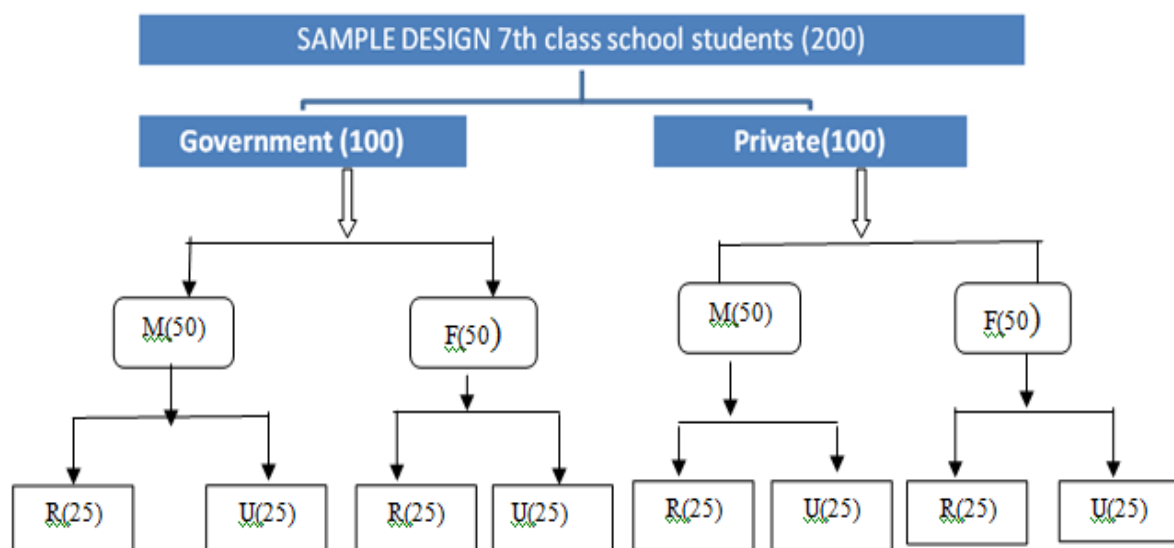 SAMPLE DESIGN 7th class school students (200)
Government (100)
Private(100)
M(50)
F(50)
M(50)
F(50)
R(25)
U(25)
R(25)
U(25)
R(25)
U(25)
R(25)
U(25)